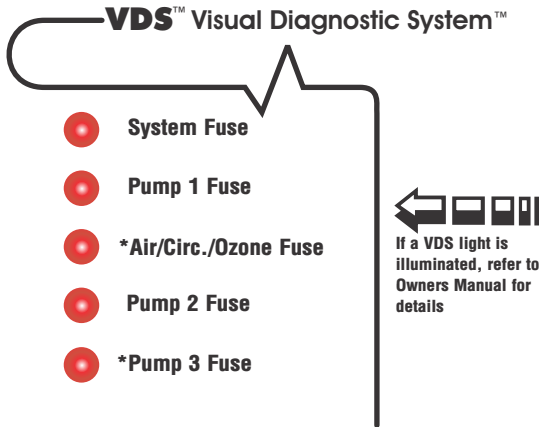 VDS™ Visual Diagnostic System™
System Fuse
Pump 1 Fuse
*Air/Circ./Ozone Fuse
Pump 2 Fuse
*Pump 3 Fuse
If a VDS light is
illuminated, refer to
Owners Manual for
details